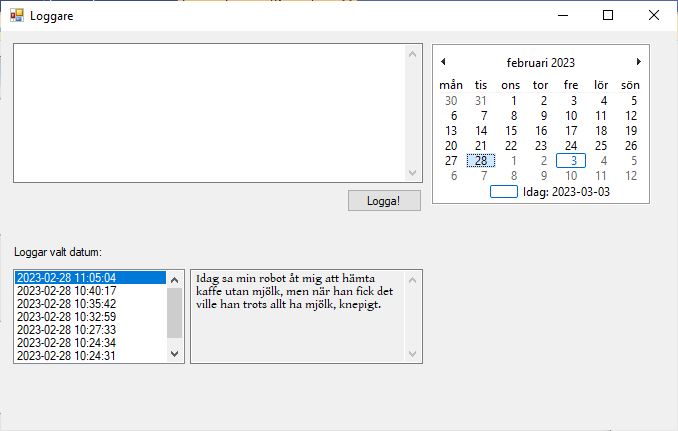 Loggare
februari 2023
mån tis ons tor fre lör sön
30 31 1 2 3 4 5
6 7 8 9 10 11 12
13 14 15 16 17 18 19
20 21 22 23 24 25 26
27 28 1 2 3 4 5
6 7 8 9 10 11 12
Idag: 2023-03-03
Logga!
Loggar valt datum:
2023-02-28 11:05:04
2023-02-28 10:40:17
2023-02-28 10:35:42
2023-02-28 10:32:59
2023-02-28 10:27:33
2023-02-28 10:24:34
2023-02-28 10:24:31
Idag sa min robot åt mig att hämta
kaffe utan mjölk, men när han fick det
ville han trots allt ha mjölk, knepigt.